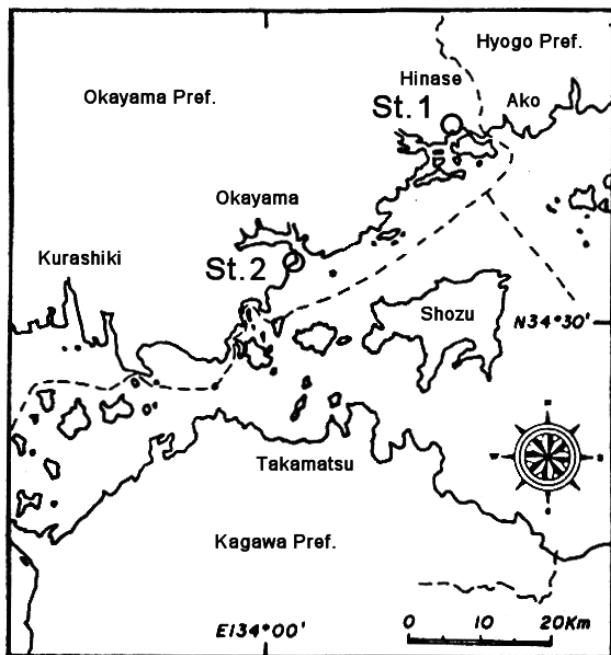 Hyogo Pref.
Hinase
Okayama Pref.
St. 1
Ako
Okayama
Kurashiki
St. 2
Shozu
N34°30'
Takamatsu
Kagawa Pref.
E134°00'
0 10 20Km